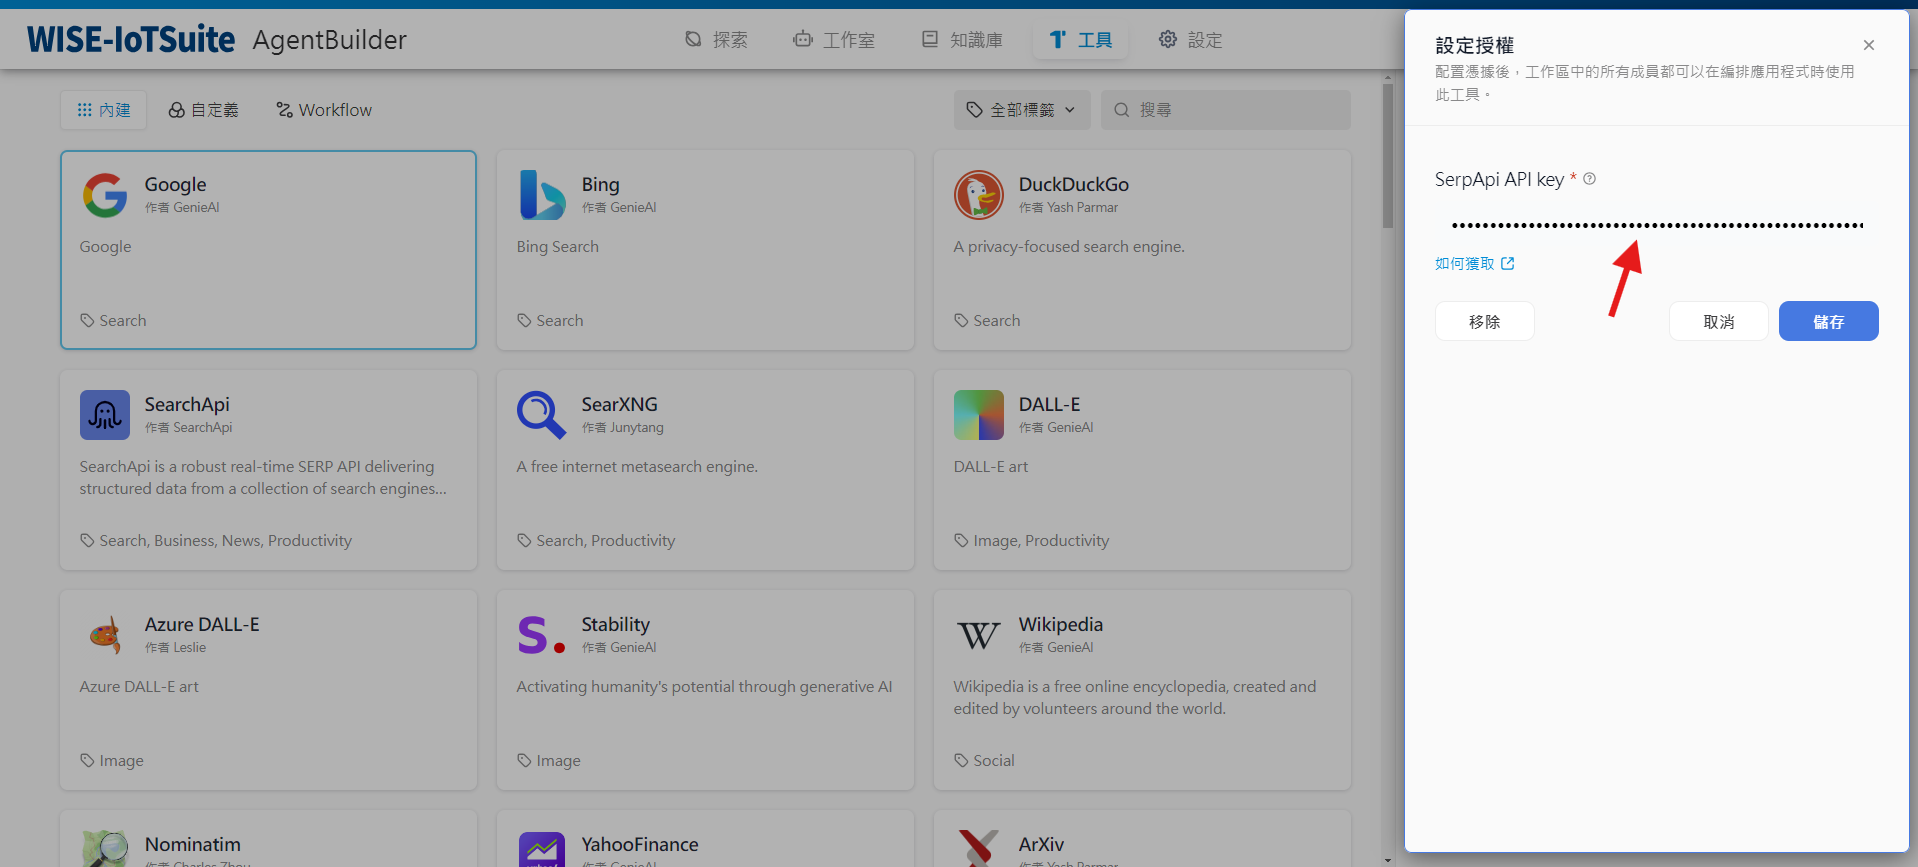 WISE-IoTSuite AgentBuilder
探索
工作室
知識庫
工具
設定
內建
自定義
Workflow
全部標籤
搜尋
Google
作者 GenieAI
Google
Search
Bing
作者 GenieAI
Bing Search
Search
DuckDuckGo
作者 Yash Parmar
A privacy-focused search engine.
Search
SearchApi
作者 SearchApi
SearchApi is a robust real-time SERP API delivering
structured data from a collection of search engines...
Search, Business, News, Productivity
SearXNG
作者 Junytang
A free internet metasearch engine.
Search, Productivity
DALL-E
作者 GenieAI
DALL-E art
Image, Productivity
Azure DALL-E
作者 Leslie
Azure DALL-E art
Image
Stability
作者 GenieAI
Activating humanity's potential through generative AI
Image
Wikipedia
作者 GenieAI
Wikipedia is a free online encyclopedia, created and
edited by volunteers around the world.
Social
Nominatim
作者 Charles Zhou
YahooFinance
作者 GenieAI
ArXiv
作者 Yash Parmar
設定授權
配置憑據後，工作區中的所有成員都可以在編排應用程式時使用
此工具。
SerpApi API key *
如何獲取
移除
取消
儲存